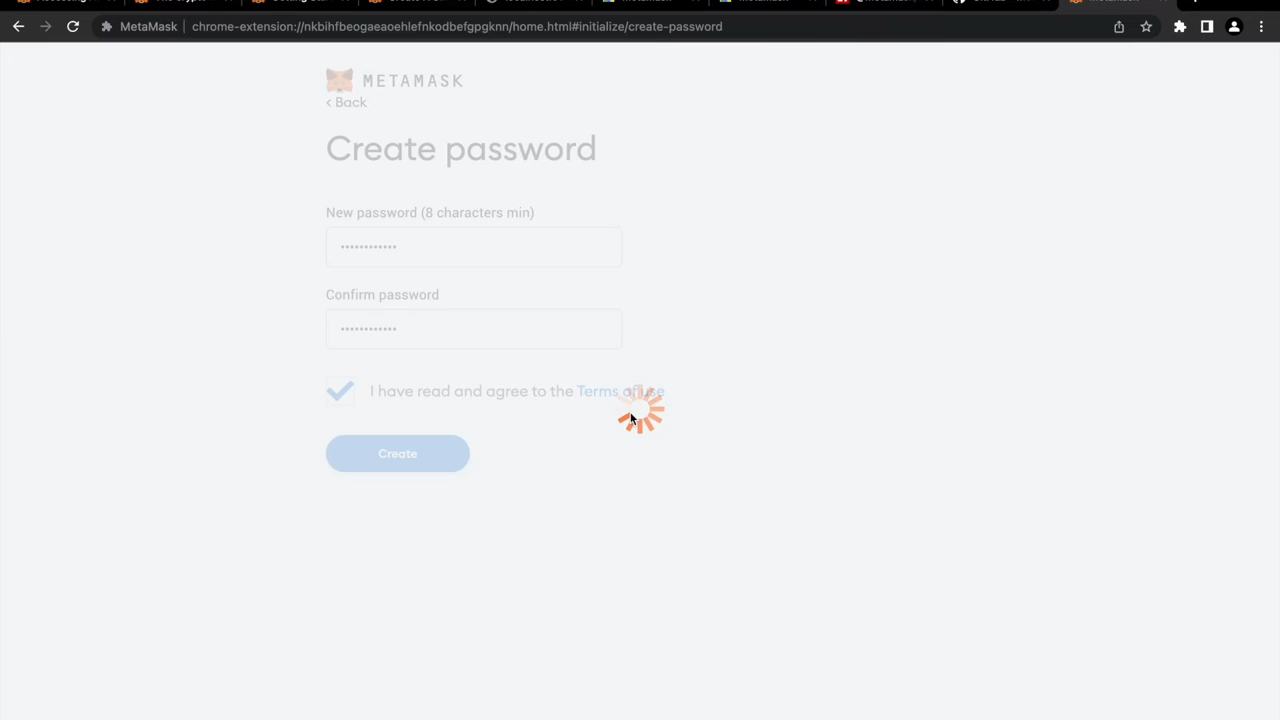 MetaMask
chrome-extension://nkbihfbeogaeaoehlefnkodbefgpgknn/home.html#initialize/create-password
METAMASK
< Back
Create password
New password (8 characters min)
••••••••••••
Confirm password
••••••••••••
I have read and agree to the Terms of use
Create